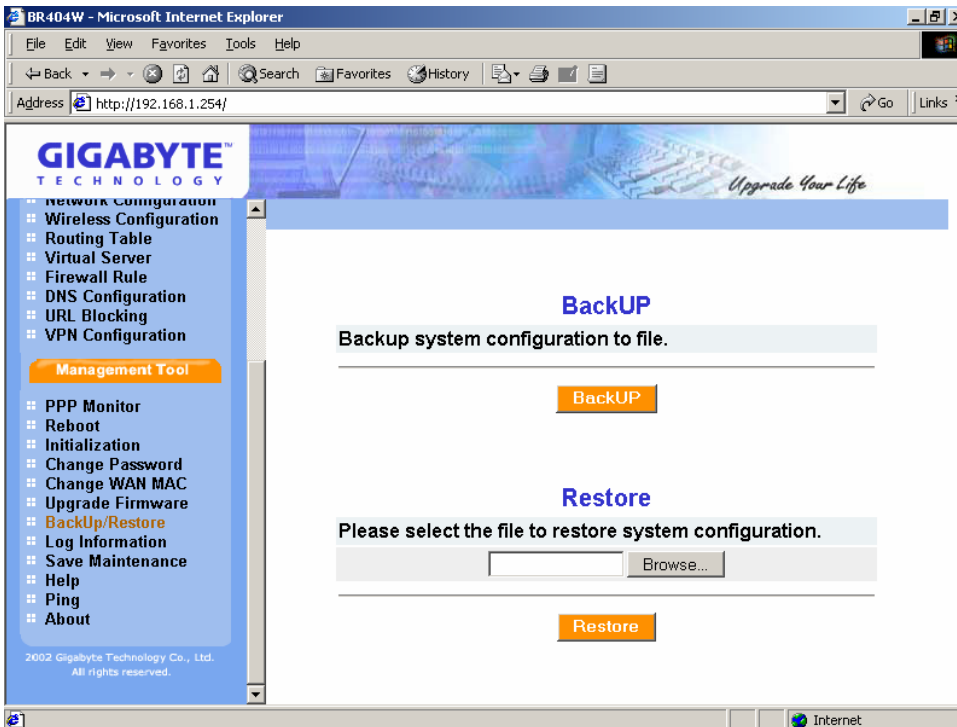 BR404W - Microsoft Internet Explorer
File Edit View Favorites Tools Help
Back Search Favorites History
Address http://192.168.1.254/ Go Links
GIGABYTE™
TECHNOLOGY
Upgrade Your Life
Network Configuration
Wireless Configuration
Routing Table
Virtual Server
Firewall Rule
DNS Configuration
URL Blocking
VPN Configuration
Management Tool
PPP Monitor
Reboot
Initialization
Change Password
Change WAN MAC
Upgrade Firmware
BackUp/Restore
Log Information
Save Maintenance
Help
Ping
About
2002 Gigabyte Technology Co., Ltd.
All rights reserved.
BackUP
Backup system configuration to file.
BackUP
Restore
Please select the file to restore system configuration.
Browse...
Restore
Internet